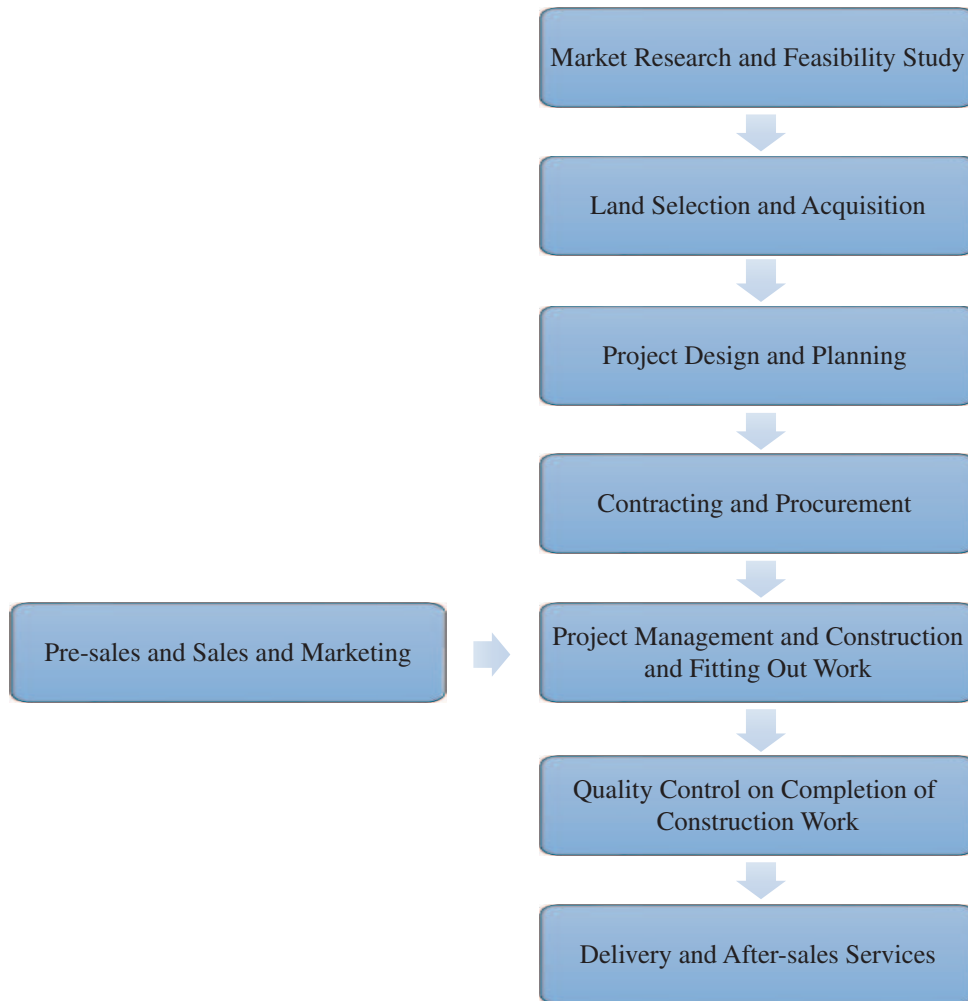 Market Research and Feasibility Study
Land Selection and Acquisition
Project Design and Planning
Contracting and Procurement
Pre-sales and Sales and Marketing
Project Management and Construction
and Fitting Out Work
Quality Control on Completion of
Construction Work
Delivery and After-sales Services